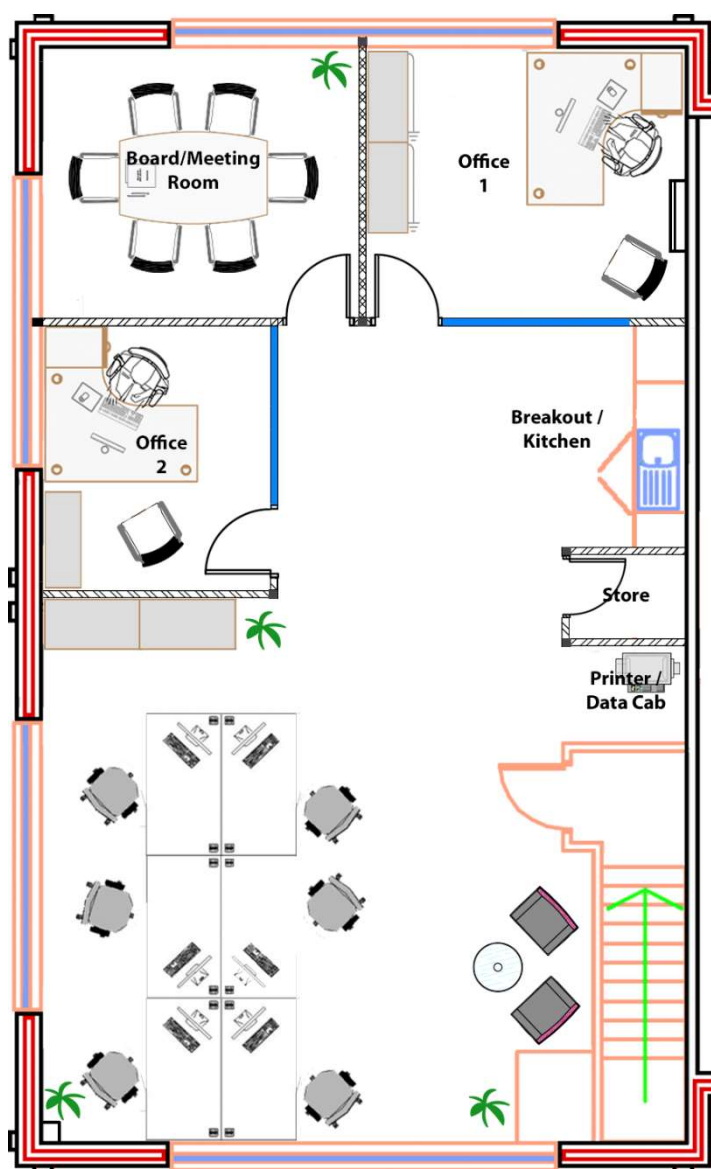 Board/Meeting
Room
Office
1
Breakout /
Kitchen
Office
2
Store
Printer /
Data Cab